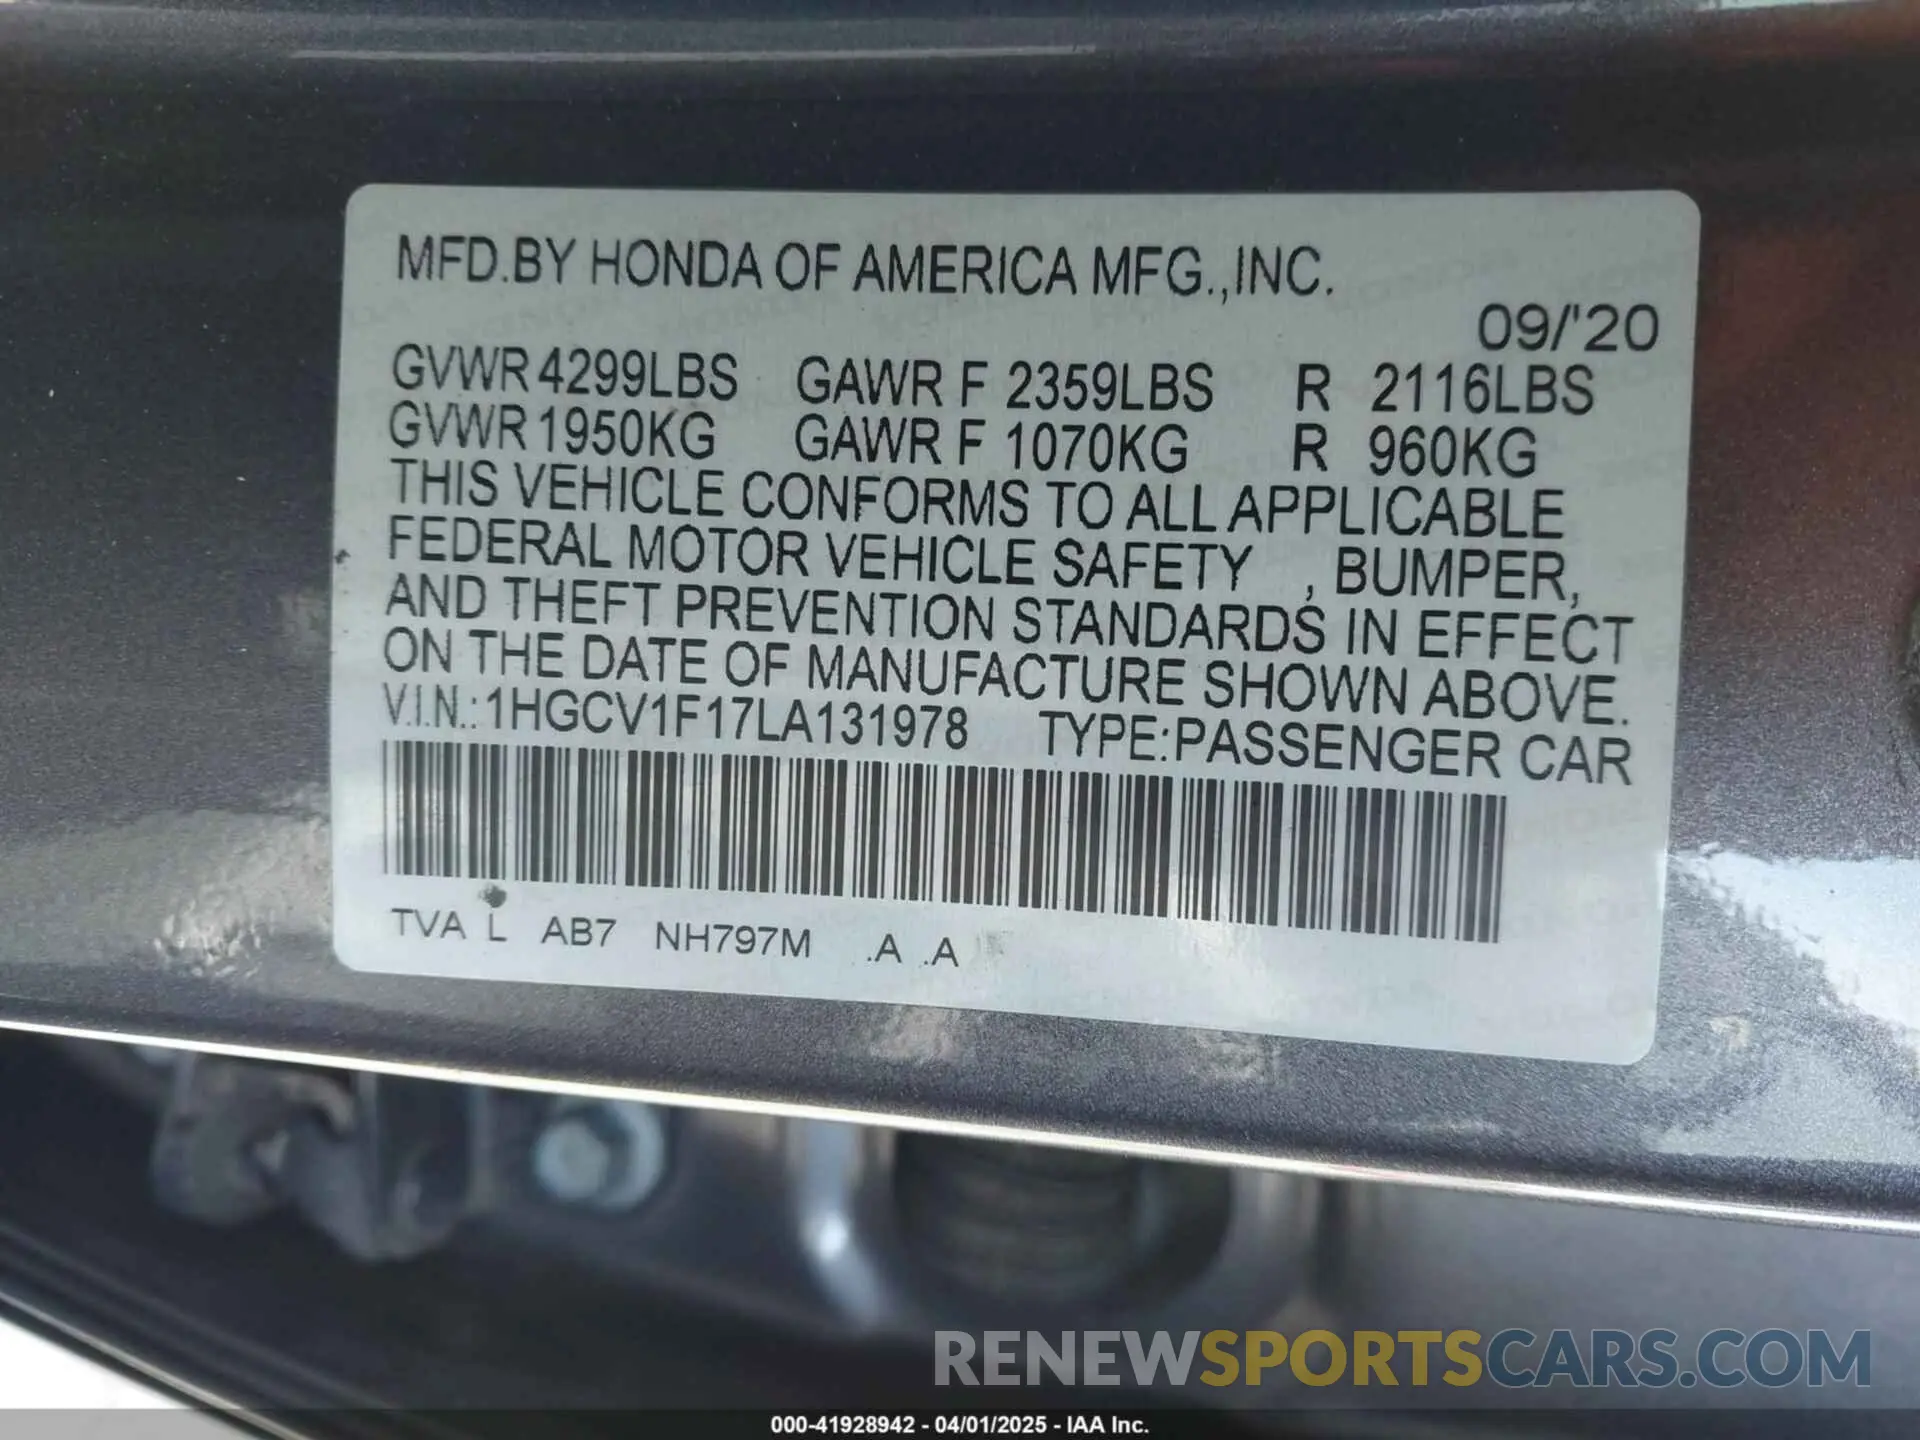 MFD.BY HONDA OF AMERICA MFG.,INC.
09/'20
GVWR 4299LBS GAWR F 2359LBS R 2116LBS
GVWR 1950KG GAWR F 1070KG R 960KG
THIS VEHICLE CONFORMS TO ALL APPLICABLE
FEDERAL MOTOR VEHICLE SAFETY , BUMPER,
AND THEFT PREVENTION STANDARDS IN EFFECT
ON THE DATE OF MANUFACTURE SHOWN ABOVE.
V.I.N.: 1HGCV1F17LA131978 TYPE:PASSENGER CAR
TVA L AB7 NH797M .A .A
RENEWSPORTSCARS.COM
000-41928942 - 04/01/2025 - IAA Inc.